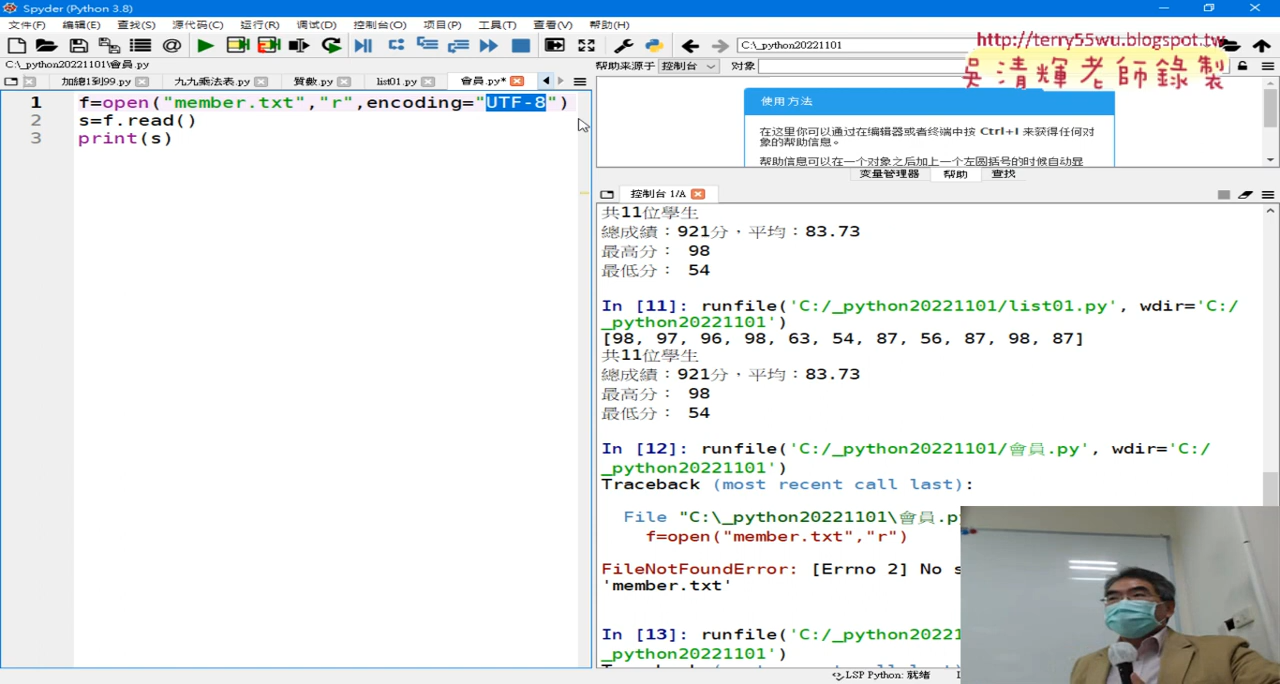 Spyder (Python 3.8)
文件(F) 编辑(E) 查找(S) 源代码(C) 运行(R) 调试(D) 控制台(O) 项目(P) 工具(T) 查看(V) 帮助(H)
C:\_python20221101
http://terry55wu.blogspot.tw
吳清輝老師錄製
C:\_python20221101\會員.py
帮助来源于 控制台 对象
加總1到99.py 九九乘法表.py 質數.py list01.py 會員.py*
1 f=open("member.txt","r",encoding="UTF-8")
2 s=f.read()
3 print(s)
使用方法
在这里你可以通过在编辑器或者终端中按 Ctrl+I 来获得任何对
象的帮助信息。
帮助信息可以在一个对象之后加上一个左圆括号的时候自动显
变量管理器 帮助 查找
控制台 1/A
共11位學生
總成績：921分，平均：83.73
最高分： 98
最低分： 54
In [11]: runfile('C:/_python20221101/list01.py', wdir='C:/
_python20221101')
[98, 97, 96, 98, 63, 54, 87, 56, 87, 98, 87]
共11位學生
總成績：921分，平均：83.73
最高分： 98
最低分： 54
In [12]: runfile('C:/_python20221101/會員.py', wdir='C:/
_python20221101')
Traceback (most recent call last):
File "C:\_python20221101\會員.p
f=open("member.txt","r")
FileNotFoundError: [Errno 2] No s
'member.txt'
In [13]: runfile('C:/_python20221
_python20221101')
LSP Python: 就绪